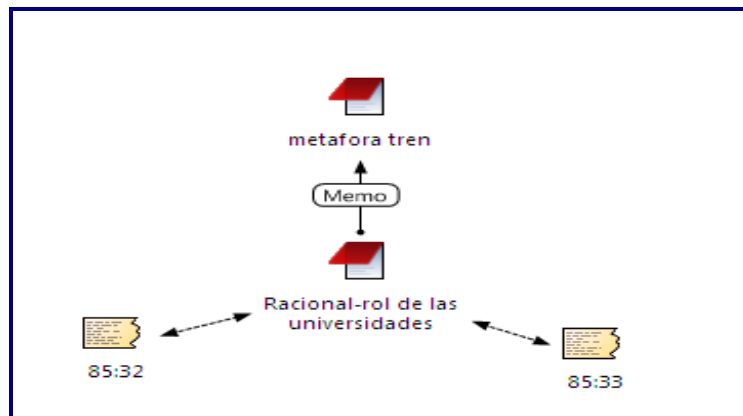 metafora tren
Memo
Racional-rol de las
universidades
85:32
85:33